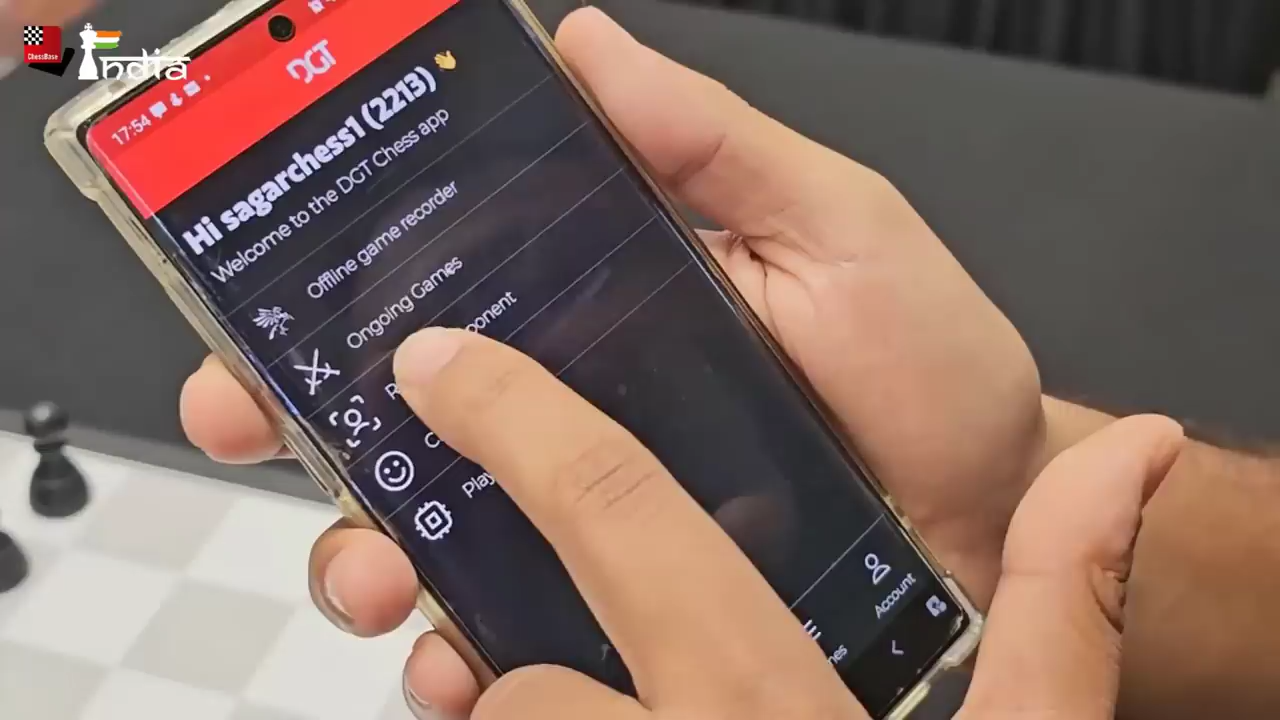 ChessBase
India
17:54
DGT
Hi sagarchess1 (2213) 👋
Welcome to the DGT Chess app
Offline game recorder
Ongoing Games
Account